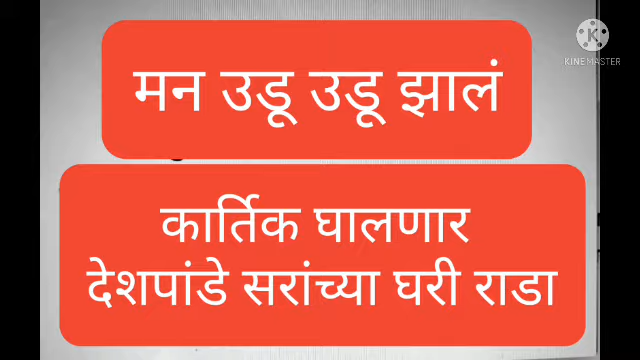 KINEMASTER
मन उडू उडू झालं
कार्तिक घालणार
देशपांडे सरांच्या घरी राडा